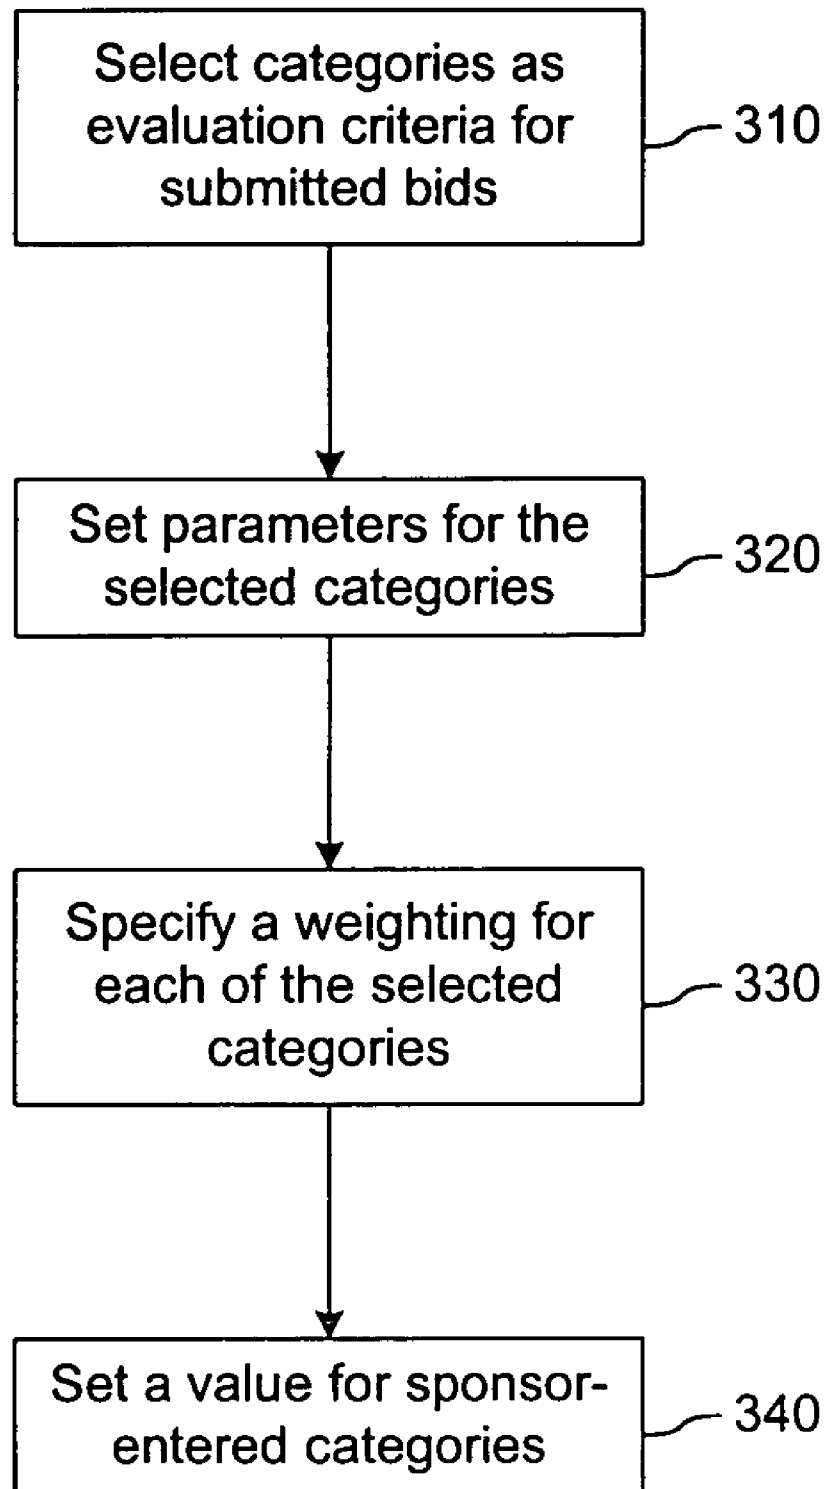 Select categories as
evaluation criteria for
submitted bids
310
Set parameters for the
selected categories
320
Specify a weighting for
each of the selected
categories
330
Set a value for sponsor-
entered categories
340